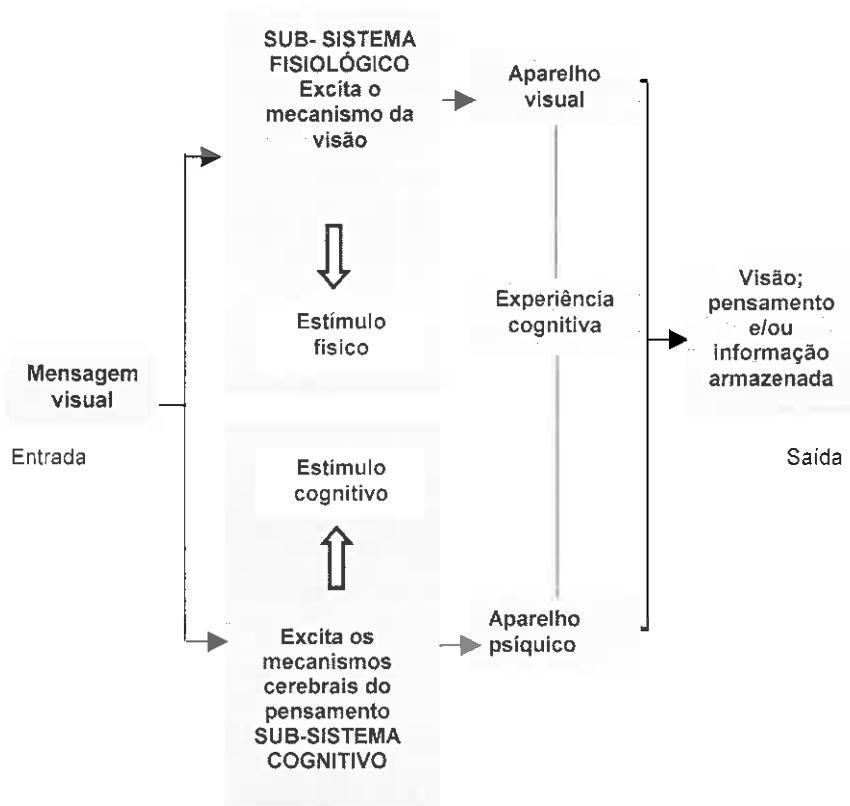 SUB- SISTEMA
FISIOLÓGICO
Excita o
mecanismo da
visão
Estímulo
físico
Aparelho
visual
Experiência
cognitiva
Visão;
pensamento
e/ou
informação
armazenada
Mensagem
visual
Entrada
Saída
Estímulo
cognitivo
Excita os
mecanismos
cerebrais do
pensamento
SUB-SISTEMA
COGNITIVO
Aparelho
psíquico